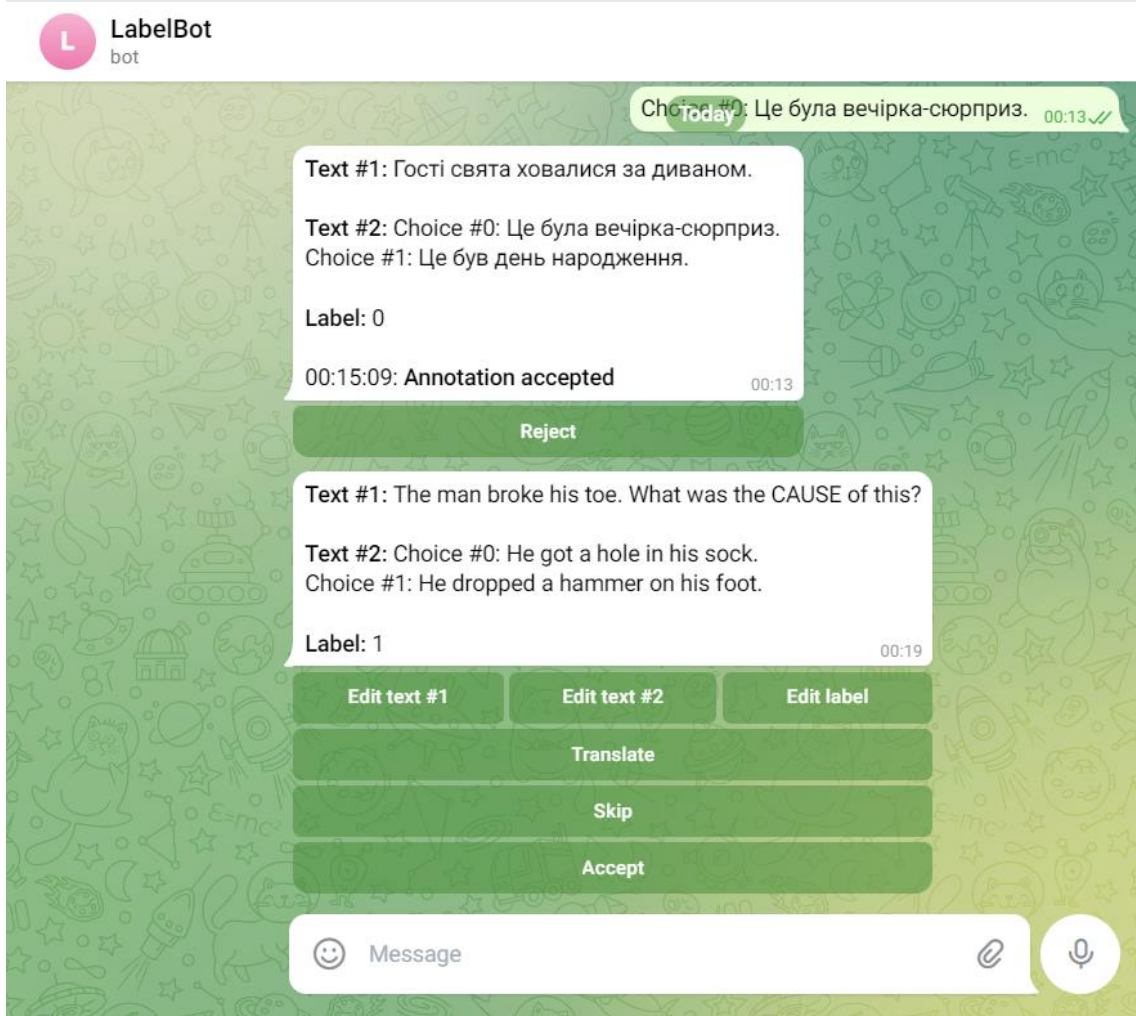 L
LabelBot
bot
Choice #0: Це була вечірка-сюрприз. 00:13
Today
Text #1: Гості свята ховалися за диваном.
Text #2: Choice #0: Це була вечірка-сюрприз.
Choice #1: Це був день народження.
Label: 0
00:15:09: Annotation accepted 00:13
Reject
Text #1: The man broke his toe. What was the CAUSE of this?
Text #2: Choice #0: He got a hole in his sock.
Choice #1: He dropped a hammer on his foot.
Label: 1 00:19
Edit text #1 Edit text #2 Edit label
Translate
Skip
Accept
Message
E=mc²
E=mc²